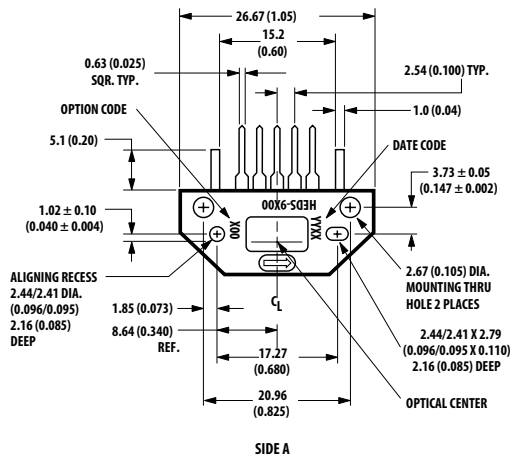 26.67 (1.05)
15.2
(0.60)
0.63 (0.025)
SQR. TYP.
2.54 (0.100) TYP.
OPTION CODE
1.0 (0.04)
5.1 (0.20)
DATE CODE
3.73 ± 0.05
(0.147 ± 0.002)
HEDS-9X00
X00
YYXX
1.02 ± 0.10
(0.040 ± 0.004)
ALIGNING RECESS
2.44/2.41 DIA.
(0.096/0.095)
2.16 (0.085)
DEEP
2.67 (0.105) DIA.
MOUNTING THRU
HOLE 2 PLACES
1.85 (0.073)
CL
8.64 (0.340)
REF.
2.44/2.41 X 2.79
(0.096/0.095 X 0.110)
2.16 (0.085) DEEP
17.27
(0.680)
20.96
(0.825)
OPTICAL CENTER
SIDE A